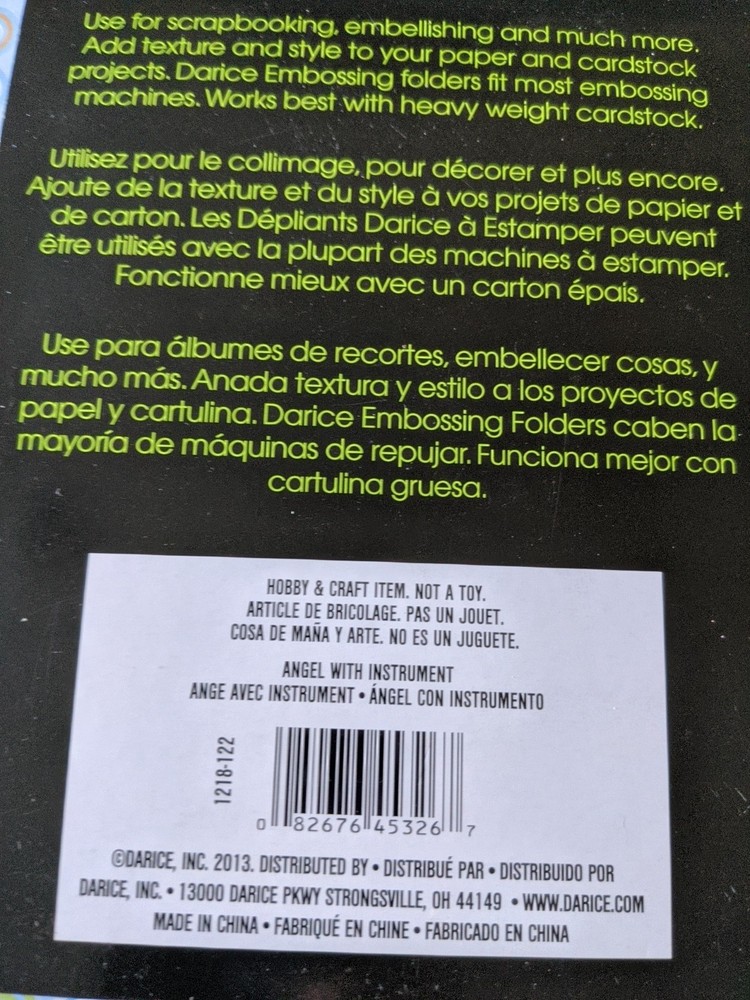 Use for scrapbooking, embellishing and much more.
Add texture and style to your paper and cardstock
projects. Darice Embossing folders fit most embossing
machines. Works best with heavy weight cardstock.
Utilisez pour le collimage, pour décorer et plus encore.
Ajoute de la texture et du style à vos projets de papier et
de carton. Les Dépliants Darice à Estamper peuvent
être utilisés avec la plupart des machines à estamper.
Fonctionne mieux avec un carton épais.
Use para álbumes de recortes, embellecer cosas, y
mucho más. Anada textura y estilo a los proyectos de
papel y cartulina. Darice Embossing Folders caben la
mayoría de máquinas de repujar. Funciona mejor con
cartulina gruesa.
HOBBY & CRAFT ITEM. NOT A TOY.
ARTICLE DE BRICOLAGE. PAS UN JOUET.
COSA DE MAÑA Y ARTE. NO ES UN JUGUETE.
ANGEL WITH INSTRUMENT
ANGE AVEC INSTRUMENT • ÁNGEL CON INSTRUMENTO
1218-122
0 82676 45326 7
©DARICE, INC. 2013. DISTRIBUTED BY • DISTRIBUÉ PAR • DISTRIBUIDO POR
DARICE, INC. • 13000 DARICE PKWY STRONGSVILLE, OH 44149 • WWW.DARICE.COM
MADE IN CHINA • FABRIQUÉ EN CHINE • FABRICADO EN CHINA